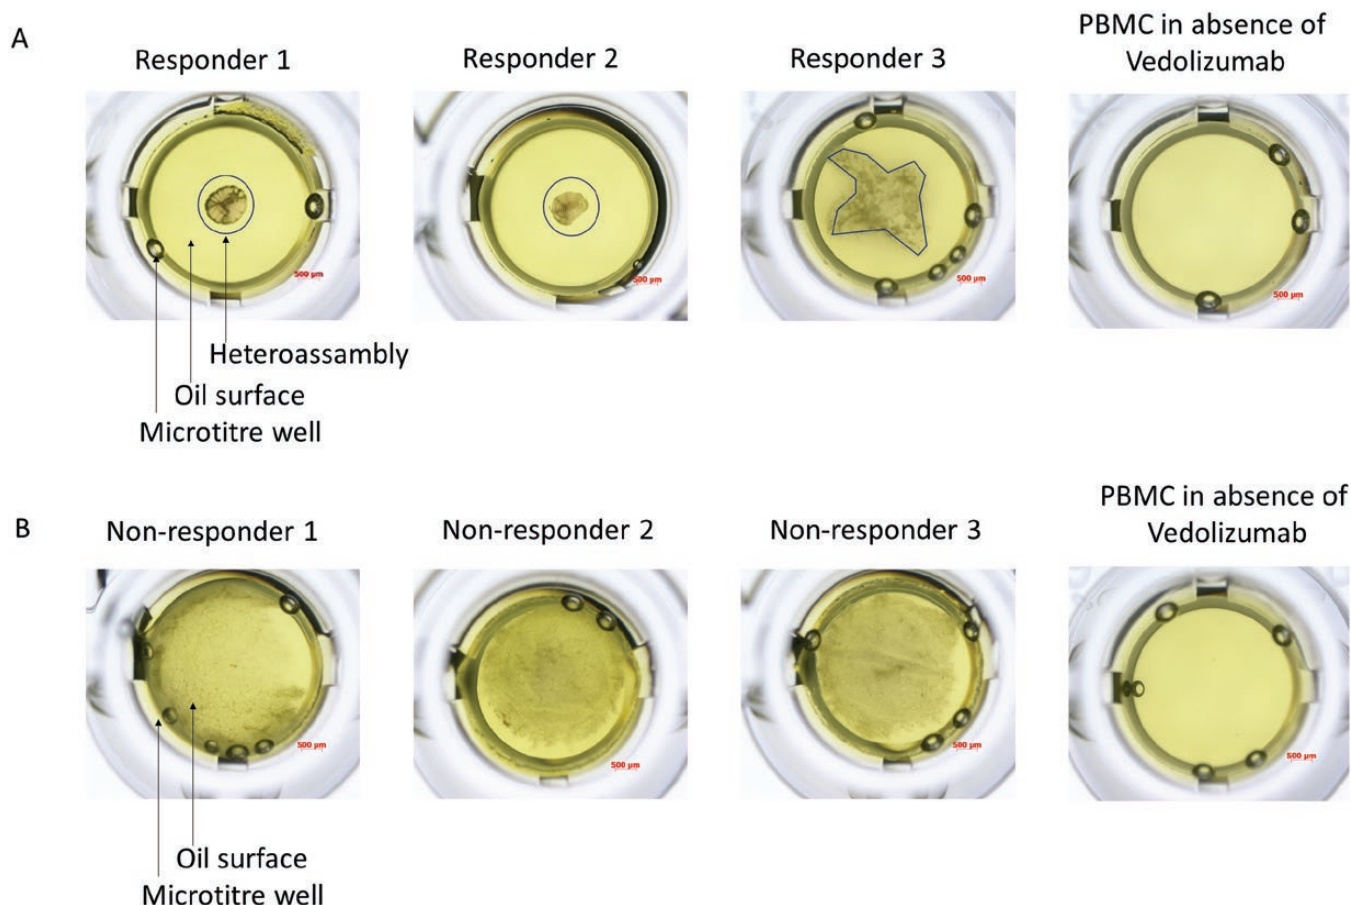 A
Responder 1
Responder 2
Responder 3
PBMC in absence of
Vedolizumab
500 µm
500 µm
500 µm
500 µm
Heteroassambly
Oil surface
Microtitre well
B
Non-responder 1
Non-responder 2
Non-responder 3
PBMC in absence of
Vedolizumab
500 µm
500 µm
500 µm
500 µm
Oil surface
Microtitre well